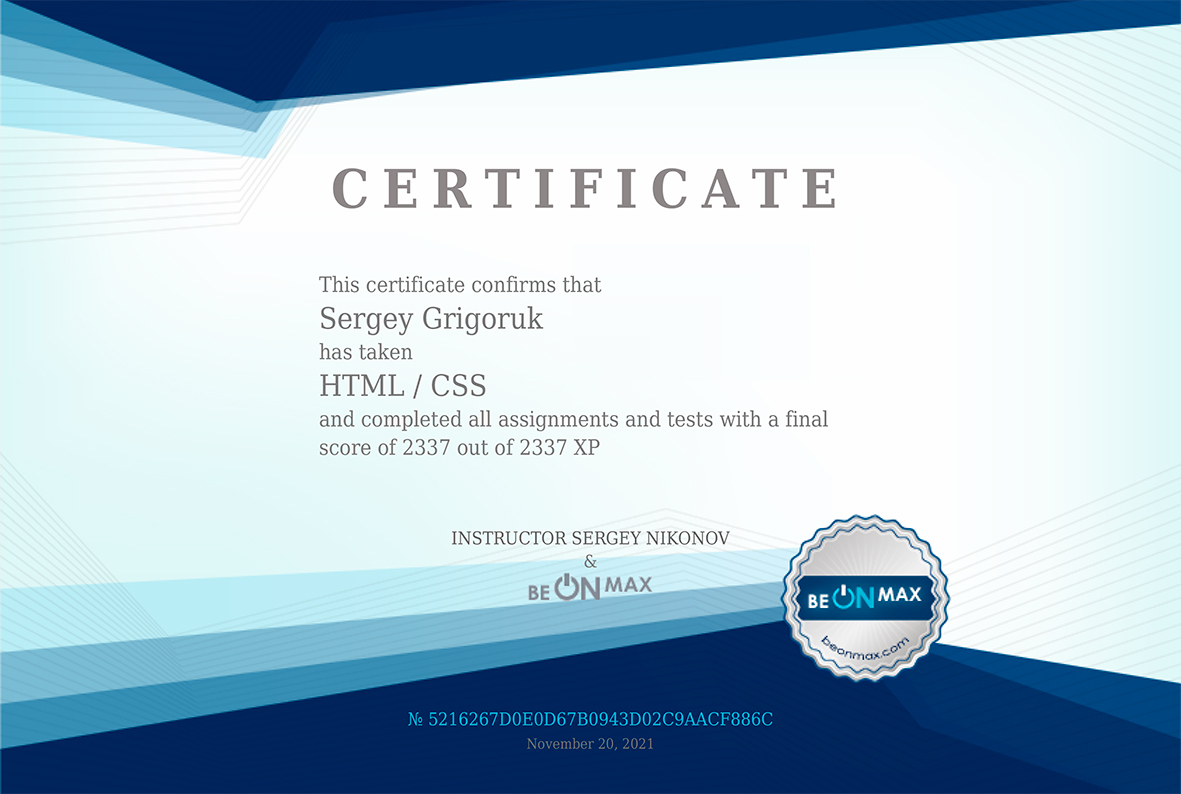 CERTIFICATE
This certificate confirms that
Sergey Grigoruk
has taken
HTML / CSS
and completed all assignments and tests with a final
score of 2337 out of 2337 XP
INSTRUCTOR SERGEY NIKONOV
&
BE ON MAX
BE ON MAX
beonmax.com
№ 5216267D0E0D67B0943D02C9AACF886C
November 20, 2021